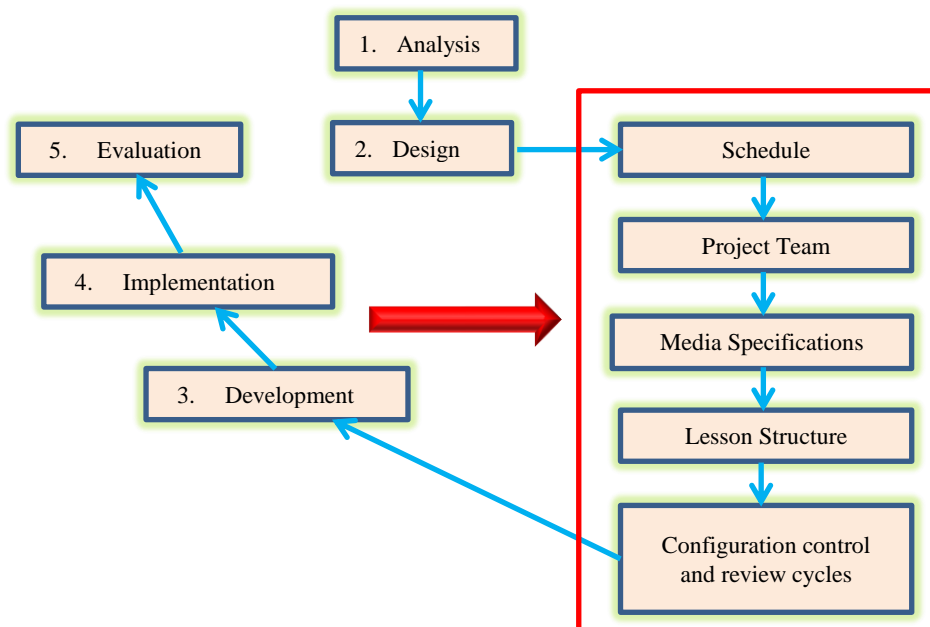 1. Analysis
2. Design
Schedule
5. Evaluation
Project Team
4. Implementation
Media Specifications
3. Development
Lesson Structure
Configuration control
and review cycles